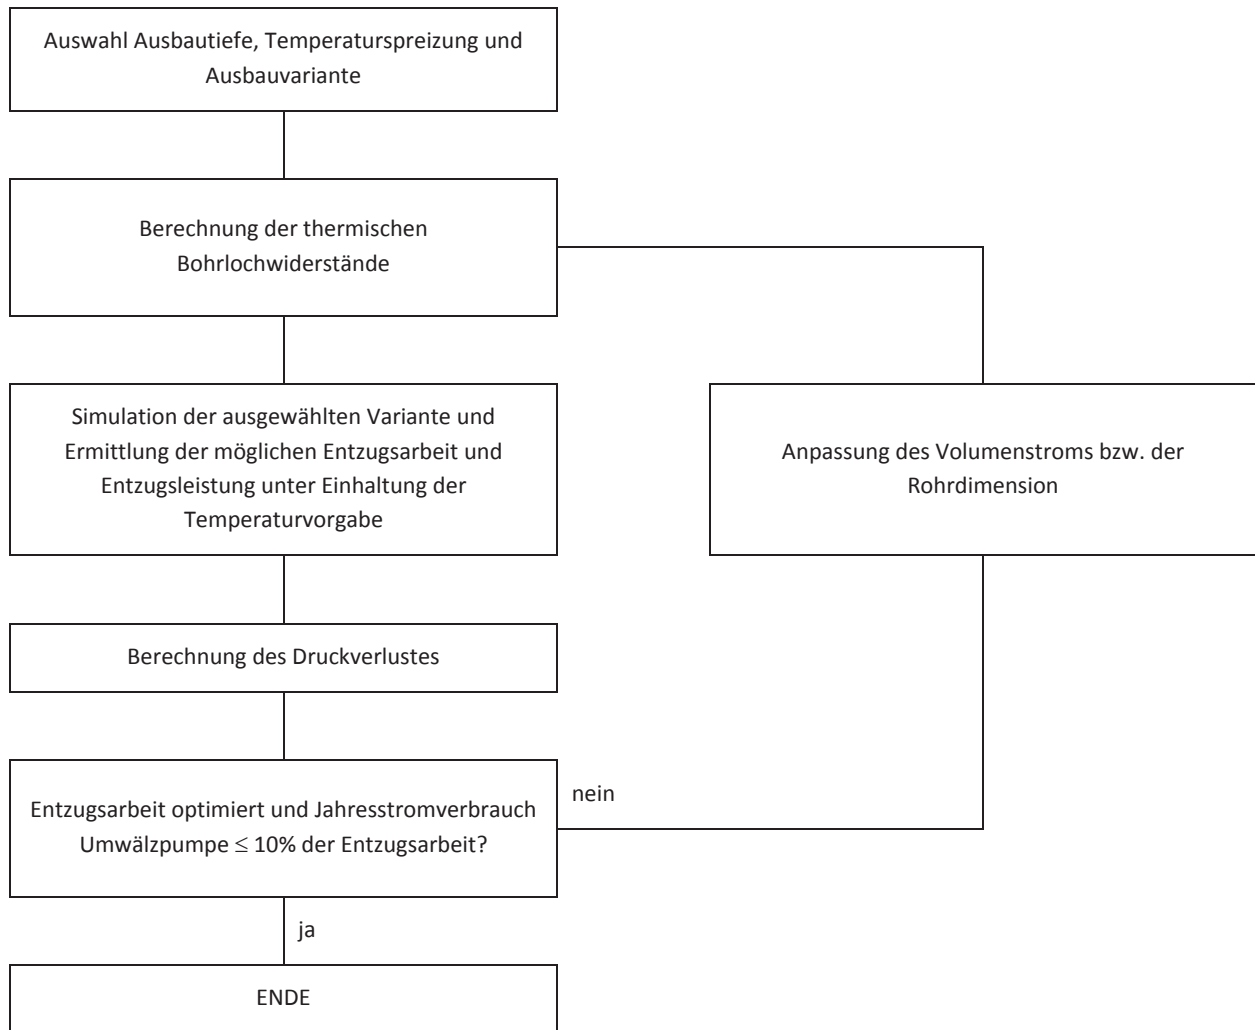 Auswahl Ausbautiefe, Temperaturspreizung und
Ausbauvariante
Berechnung der thermischen
Bohrlochwiderstände
Simulation der ausgewählten Variante und
Ermittlung der möglichen Entzugsarbeit und
Entzugsleistung unter Einhaltung der
Temperaturvorgabe
Anpassung des Volumenstroms bzw. der
Rohrdimension
Berechnung des Druckverlustes
Entzugsarbeit optimiert und Jahresstromverbrauch
Umwälzpumpe ≤ 10% der Entzugsarbeit?
nein
ja
ENDE